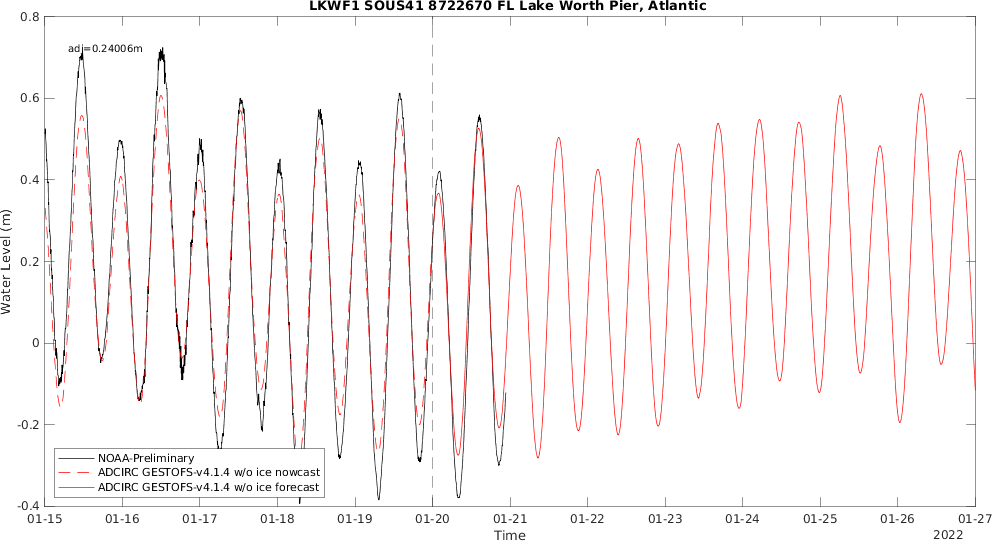 LKWF1 SOUS41 8722670 FL Lake Worth Pier, Atlantic
adj=0.24006m
0.8
0.6
0.4
0.2
0
-0.2
-0.4
Water Level (m)
NOAA-Preliminary
ADCIRC GESTOFS-v4.1.4 w/o ice nowcast
ADCIRC GESTOFS-v4.1.4 w/o ice forecast
01-15 01-16 01-17 01-18 01-19 01-20 01-21 01-22 01-23 01-24 01-25 01-26 01-27
Time
2022